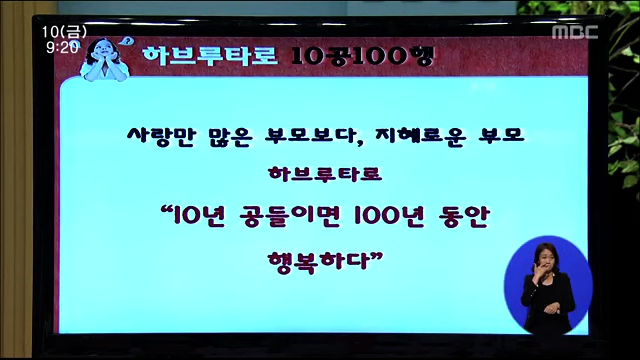 10(금)
9:20
MBC
하브루타로 10공100행
사랑만 많은 부모보다, 지혜로운 부모
하브루타로
“10년 공들이면 100년 동안
행복하다”